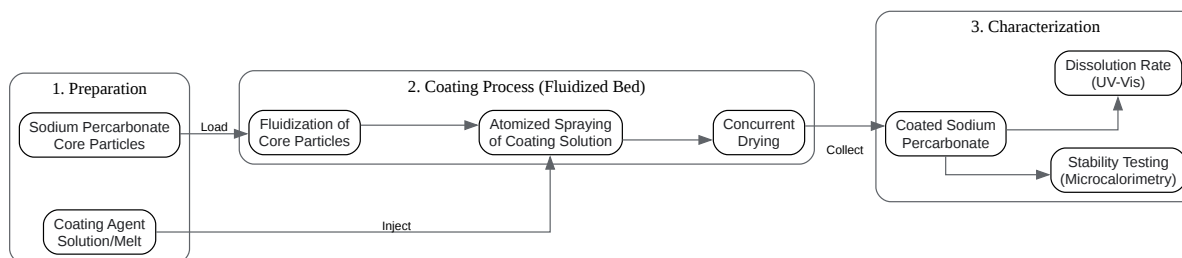 1. Preparation
Sodium Percarbonate
Core Particles
Coating Agent
Solution/Melt
Load
Inject
2. Coating Process (Fluidized Bed)
Fluidization of
Core Particles
Atomized Spraying
of Coating Solution
Concurrent
Drying
Collect
3. Characterization
Coated Sodium
Percarbonate
Dissolution Rate
(UV-Vis)
Stability Testing
(Microcalorimetry)